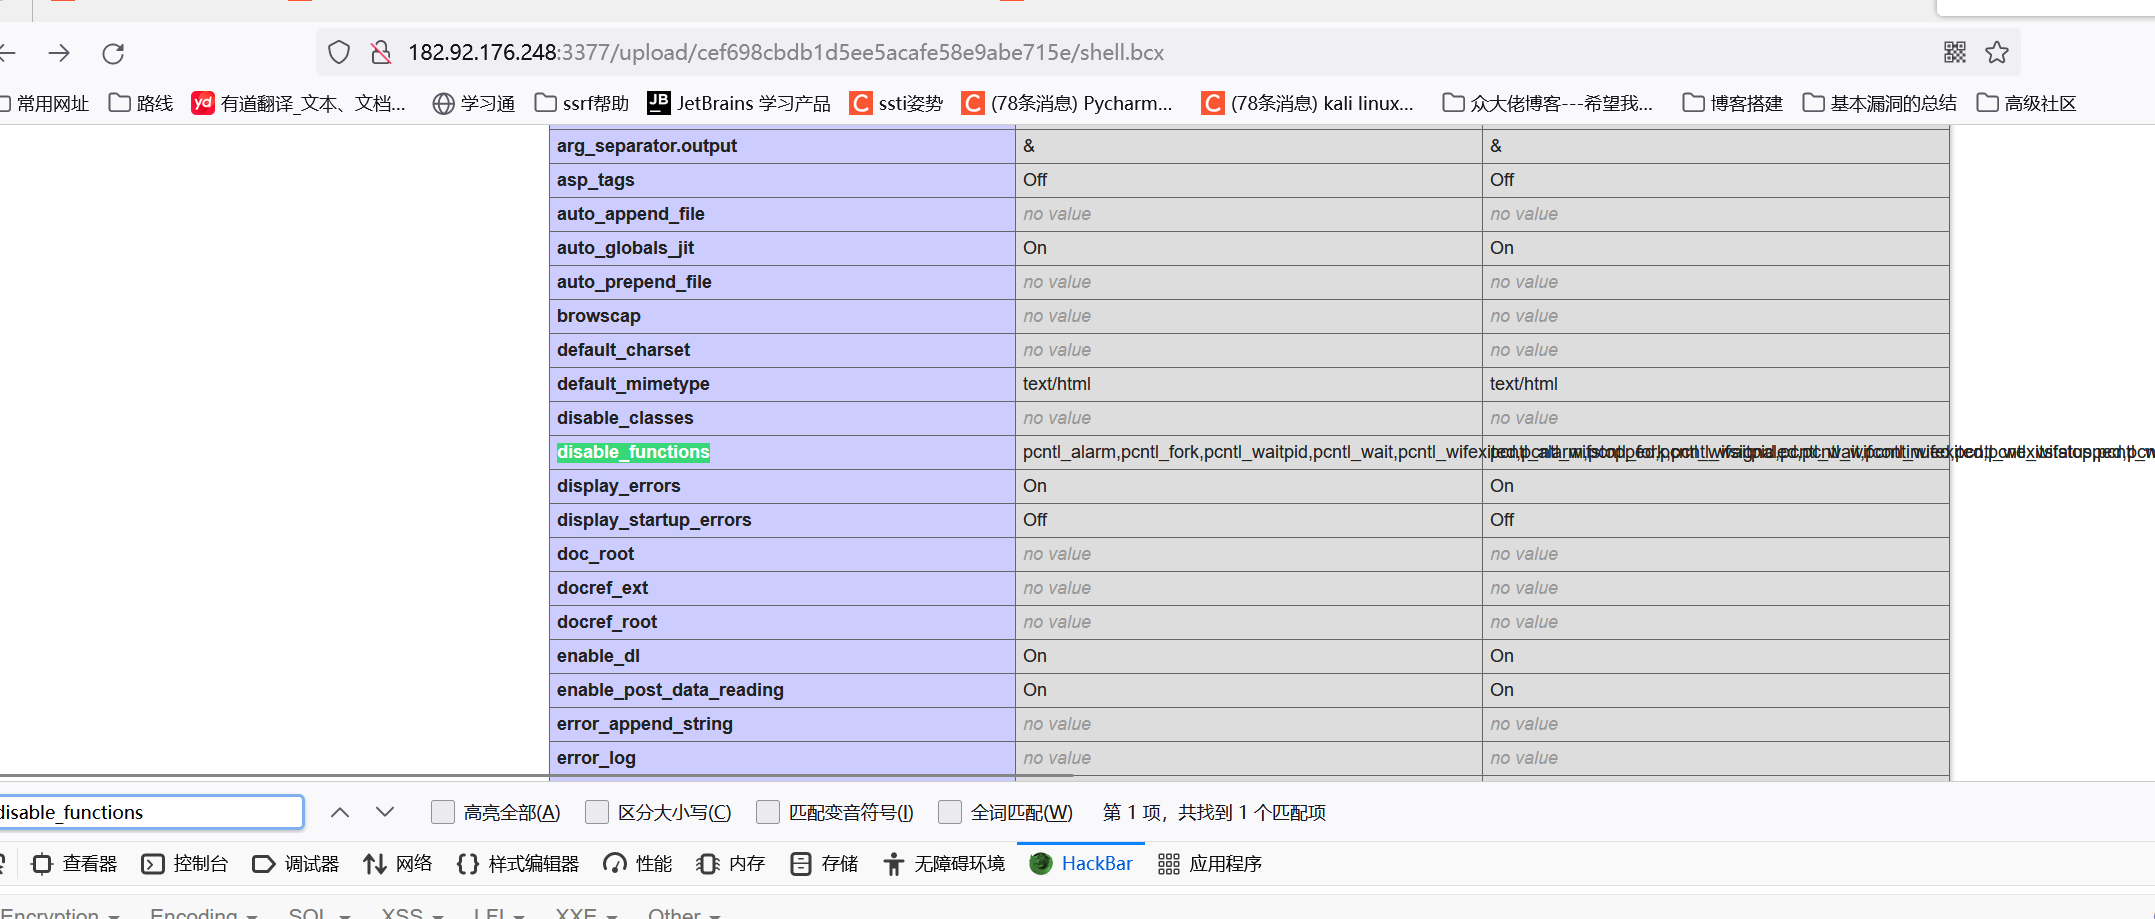 182.92.176.248:3377/upload/cef698cbdb1d5ee5acafe58e9abe715e/shell.bcx
常用网址 路线 yd 有道翻译_文本、文档... 学习通 ssrf帮助 JB JetBrains 学习产品 C ssti姿势 C (78条消息) Pycharm... C (78条消息) kali linux... 众大佬博客---希望我... 博客搭建 基本漏洞的总结 高级社区
arg_separator.output & &
asp_tags Off Off
auto_append_file no value no value
auto_globals_jit On On
auto_prepend_file no value no value
browscap no value no value
default_charset no value no value
default_mimetype text/html text/html
disable_classes no value no value
disable_functions pcntl_alarm,pcntl_fork,pcntl_waitpid,pcntl_wait,pcntl_wifexited
display_errors On On
display_startup_errors Off Off
doc_root no value no value
docref_ext no value no value
docref_root no value no value
enable_dl On On
enable_post_data_reading On On
error_append_string no value no value
error_log no value no value
disable_functions 高亮全部(A) 区分大小写(C) 匹配变音符号(I) 全词匹配(W) 第 1 项，共找到 1 个匹配项
查看器 控制台 调试器 网络 样式编辑器 性能 内存 存储 无障碍环境 HackBar 应用程序
Encryption Encoding SQL XSS LFI XXE Other